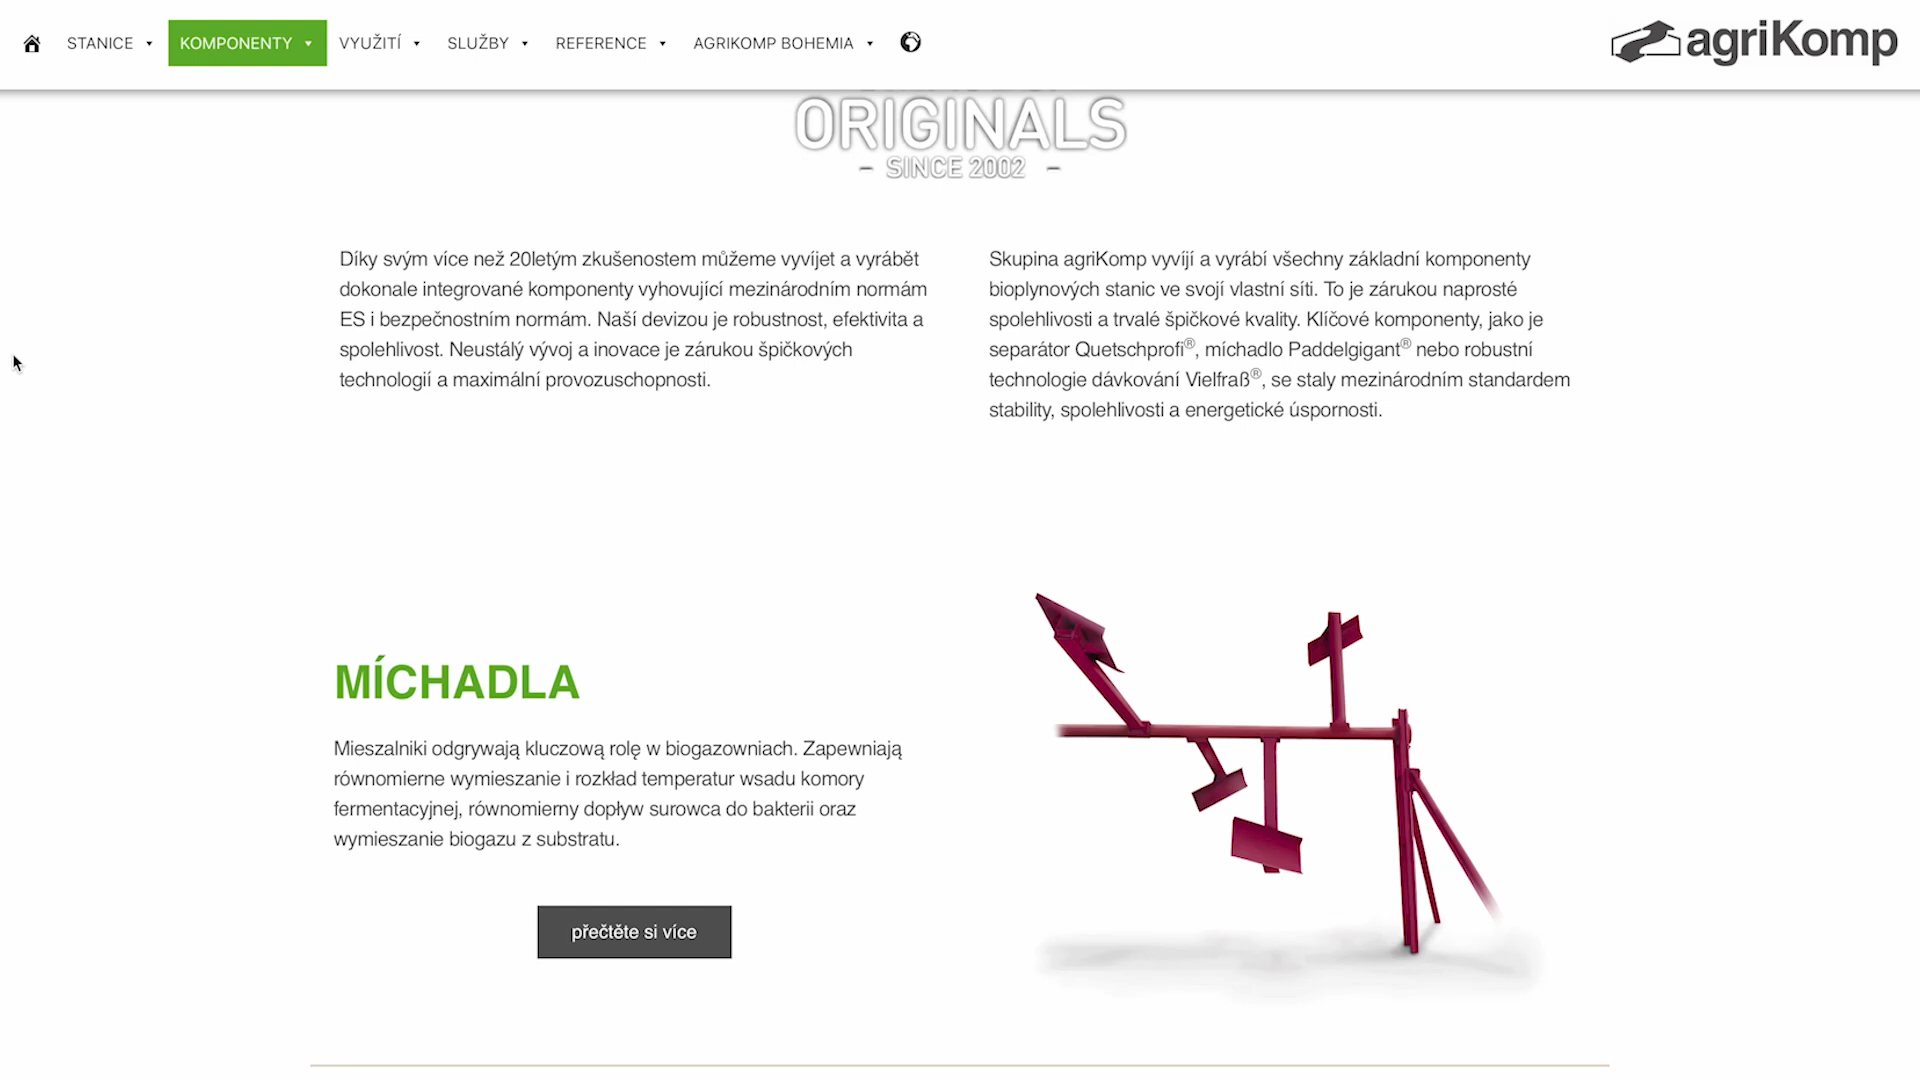 STANICE
KOMPONENTY
VYUŽITÍ
SLUŽBY
REFERENCE
AGRIKOMP BOHEMIA
agriKomp
ORIGINALS
– SINCE 2002 –
Díky svým více než 20letým zkušenostem můžeme vyvíjet a vyrábět
dokonale integrované komponenty vyhovující mezinárodním normám
ES i bezpečnostním normám. Naší devizou je robustnost, efektivita a
spolehlivost. Neustálý vývoj a inovace je zárukou špičkových
technologií a maximální provozuschopnosti.
Skupina agriKomp vyvíjí a vyrábí všechny základní komponenty
bioplynových stanic ve svojí vlastní síti. To je zárukou naprosté
spolehlivosti a trvalé špičkové kvality. Klíčové komponenty, jako je
separátor Quetschprofi®, míchadlo Paddelgigant® nebo robustní
technologie dávkování Vielfraß®, se staly mezinárodním standardem
stability, spolehlivosti a energetické úspornosti.
MÍCHADLA
Mieszalniki odgrywają kluczową rolę w biogazowniach. Zapewniają
równomierne wymieszanie i rozkład temperatur wsadu komory
fermentacyjnej, równomierny dopływ surowca do bakterii oraz
wymieszanie biogazu z substratu.
přečtěte si více